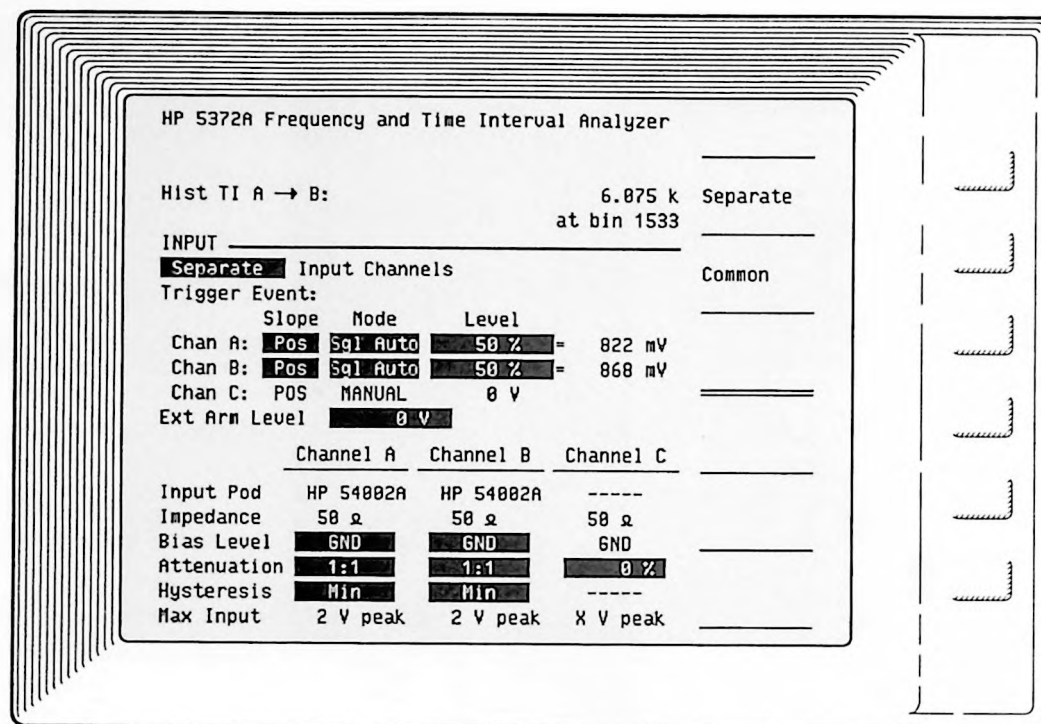 HP 5372A Frequency and Time Interval Analyzer
Hist TI A → B: 6.075 k
at bin 1533
Separate
INPUT
Separate Input Channels
Common
Trigger Event:
Slope Mode Level
Chan A: Pos Sgl Auto 50 % = 822 mV
Chan B: Pos Sgl Auto 50 % = 868 mV
Chan C: POS MANUAL 0 V
Ext Arm Level 0 V
Channel A Channel B Channel C
Input Pod HP 54002A HP 54002A -----
Impedance 50 Ω 50 Ω 50 Ω
Bias Level GND GND GND
Attenuation 1:1 1:1 0 %
Hysteresis Min Min -----
Max Input 2 V peak 2 V peak X V peak